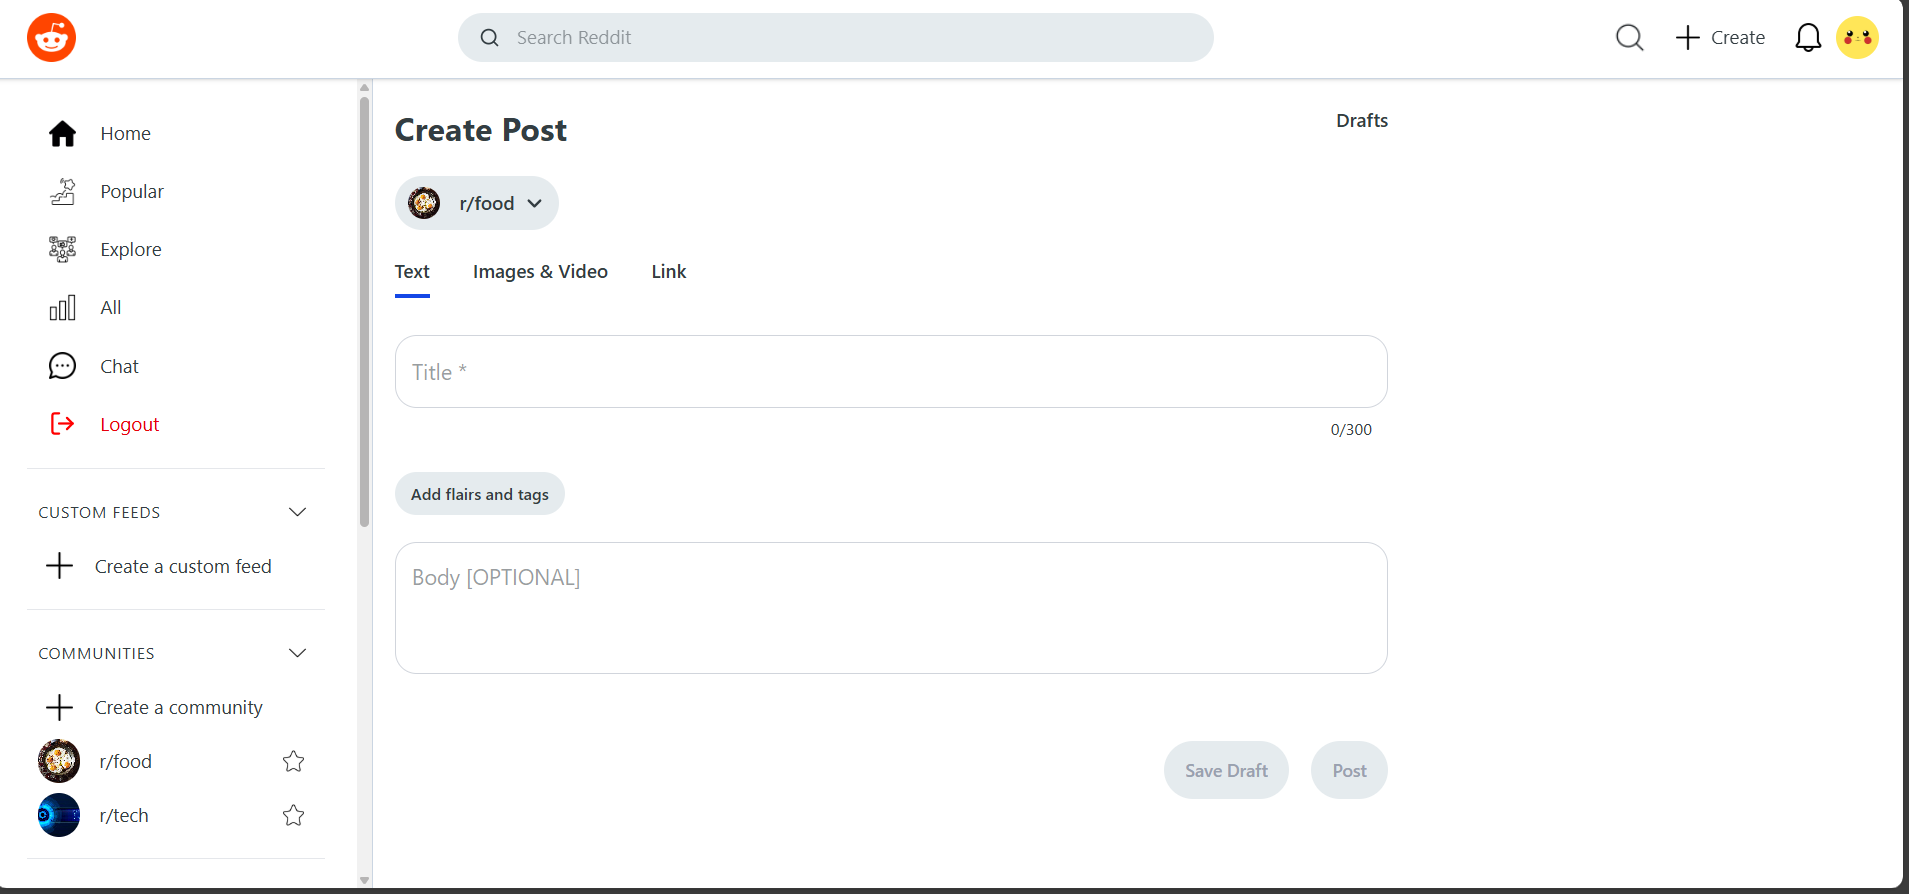 Search Reddit
Create
Home
Popular
Explore
All
Chat
Logout
CUSTOM FEEDS
Create a custom feed
COMMUNITIES
Create a community
r/food
r/tech
Create Post
Drafts
r/food
Text Images & Video Link
Title *
0/300
Add flairs and tags
Body [OPTIONAL]
Save Draft Post